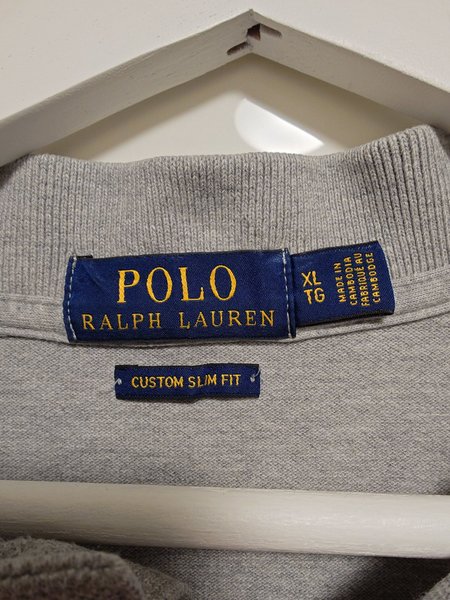 POLO
RALPH LAUREN
XL
TG
MADE IN
CAMBODIA
FABRIQUÉ AU
CAMBODGE
CUSTOM SLIM FIT